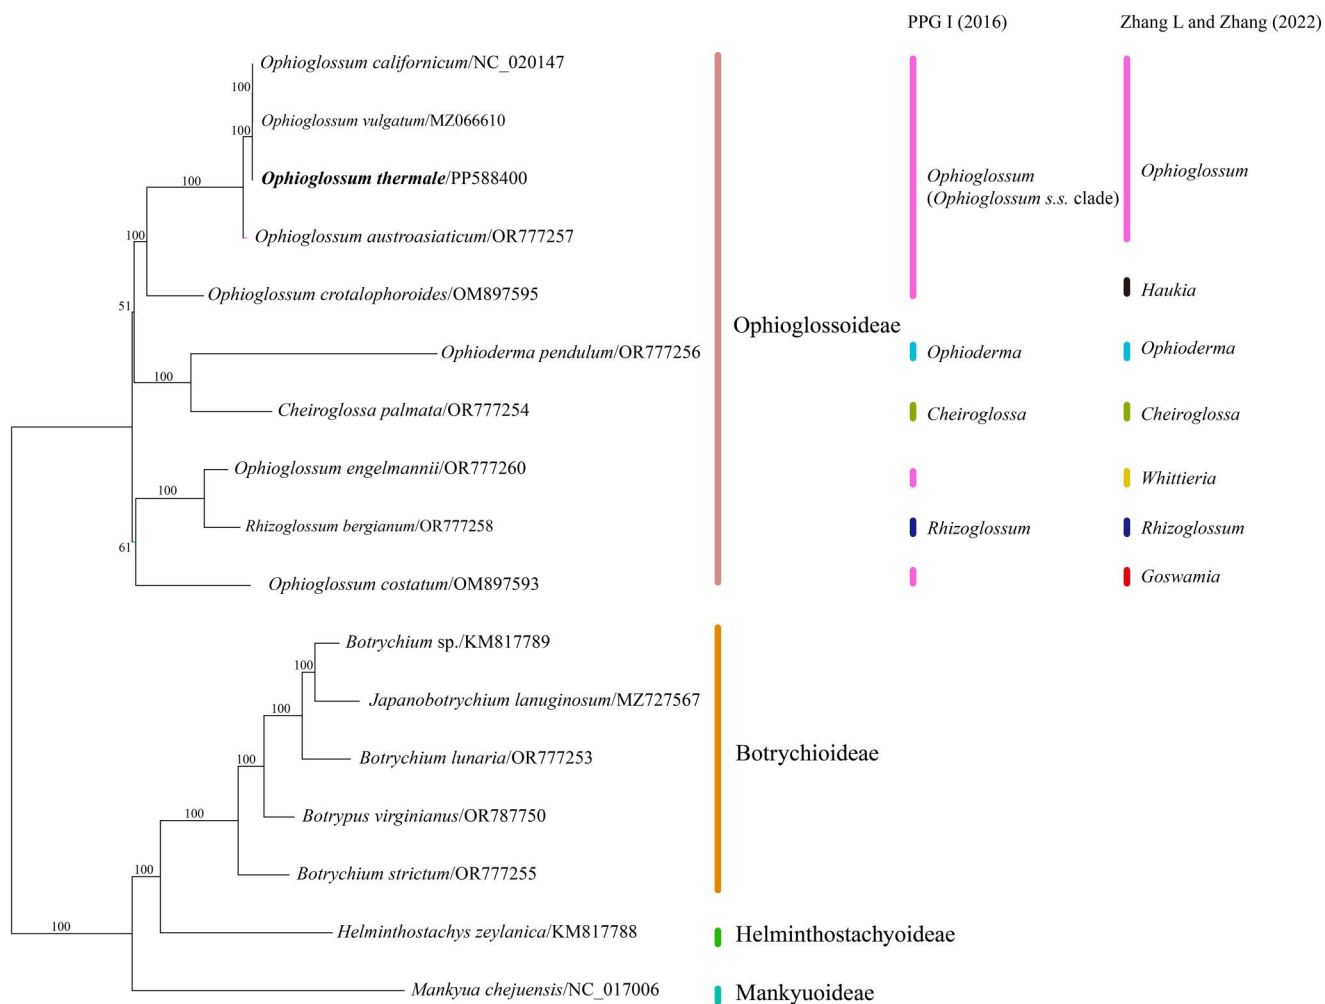 PPG I (2016)
Zhang L and Zhang (2022)
Ophioglossum californicum/NC_020147
100
Ophioglossum vulgatum/MZ066610
100
Ophioglossum thermale/PP588400
100
Ophioglossum
(Ophioglossum s.s. clade)
Ophioglossum
Ophioglossum austroasiaticum/OR777257
100
Ophioglossum crotalophoroides/OM897595
Haukia
51
Ophioglossoideae
Ophioderma pendulum/OR777256
Ophioderma
Ophioderma
100
Cheiroglossa palmata/OR777254
Cheiroglossa
Cheiroglossa
Ophioglossum engelmannii/OR777260
Whittieria
100
Rhizoglossum bergianum/OR777258
Rhizoglossum
Rhizoglossum
61
Ophioglossum costatum/OM897593
Goswamia
Botrychium sp./KM817789
100
Japanobotrychium lanuginosum/MZ727567
100
Botrychium lunaria/OR777253
Botrychioideae
100
Botrypus virginianus/OR787750
100
Botrychium strictum/OR777255
100
Helminthostachys zeylanica/KM817788
Helminthostachyoideae
100
Mankyua chejuensis/NC_017006
Mankyuoideae